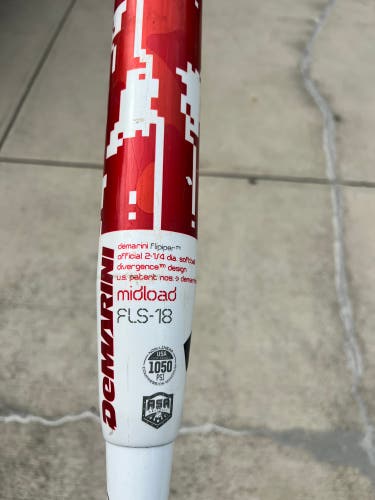 DeMARINI
demarini flipper™
official 2-1/4 dia. softball
divergence™ design
u.s. patent nos. > demarini
midload
FLS-18
USA
1050
PSI
ASA